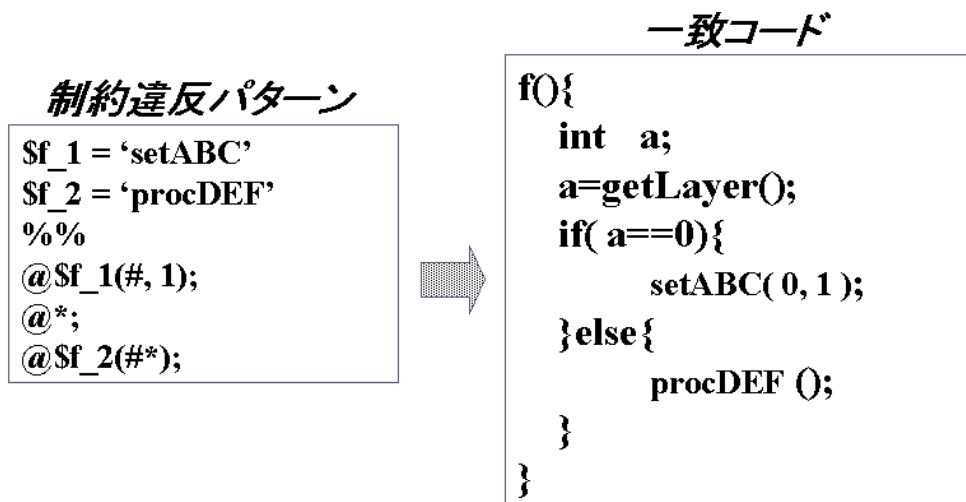 制約違反パターン
$f_1 = ‘setABC’
$f_2 = ‘procDEF’
%%
@$f_1(#, 1);
@*;
@$f_2(#*);
一致コード
f(){
int a;
a=getLayer();
if( a==0){
setABC( 0, 1 );
}else{
procDEF ();
}
}